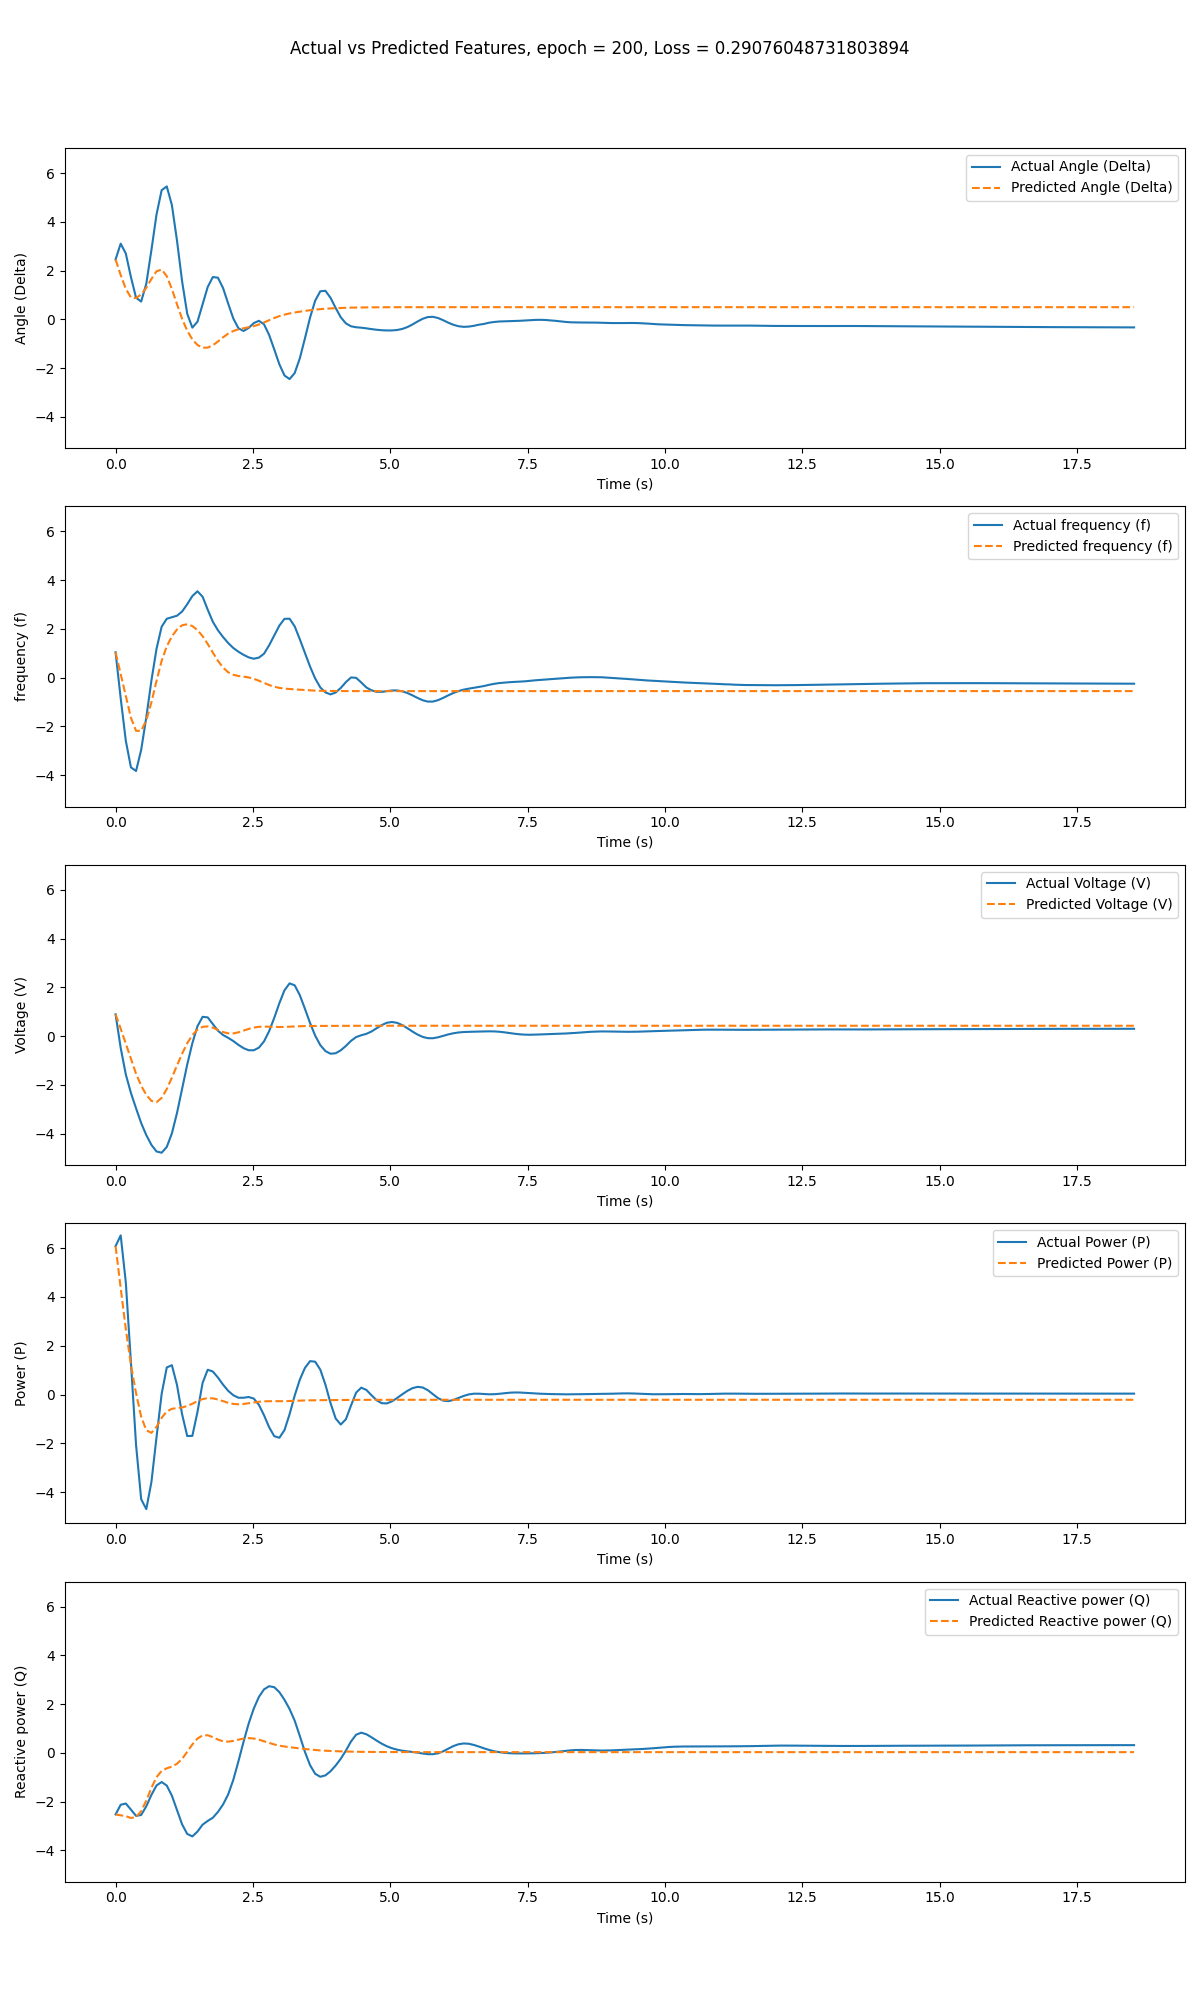 Actual vs Predicted Features, epoch = 200, Loss = 0.29076048731803894
Actual Angle (Delta)
Predicted Angle (Delta)
Angle (Delta)
6
4
2
0
−2
−4
0.0 2.5 5.0 7.5 10.0 12.5 15.0 17.5
Time (s)
Actual frequency (f)
Predicted frequency (f)
frequency (f)
6
4
2
0
−2
−4
0.0 2.5 5.0 7.5 10.0 12.5 15.0 17.5
Time (s)
Actual Voltage (V)
Predicted Voltage (V)
Voltage (V)
6
4
2
0
−2
−4
0.0 2.5 5.0 7.5 10.0 12.5 15.0 17.5
Time (s)
Actual Power (P)
Predicted Power (P)
Power (P)
6
4
2
0
−2
−4
0.0 2.5 5.0 7.5 10.0 12.5 15.0 17.5
Time (s)
Actual Reactive power (Q)
Predicted Reactive power (Q)
Reactive power (Q)
6
4
2
0
−2
−4
0.0 2.5 5.0 7.5 10.0 12.5 15.0 17.5
Time (s)